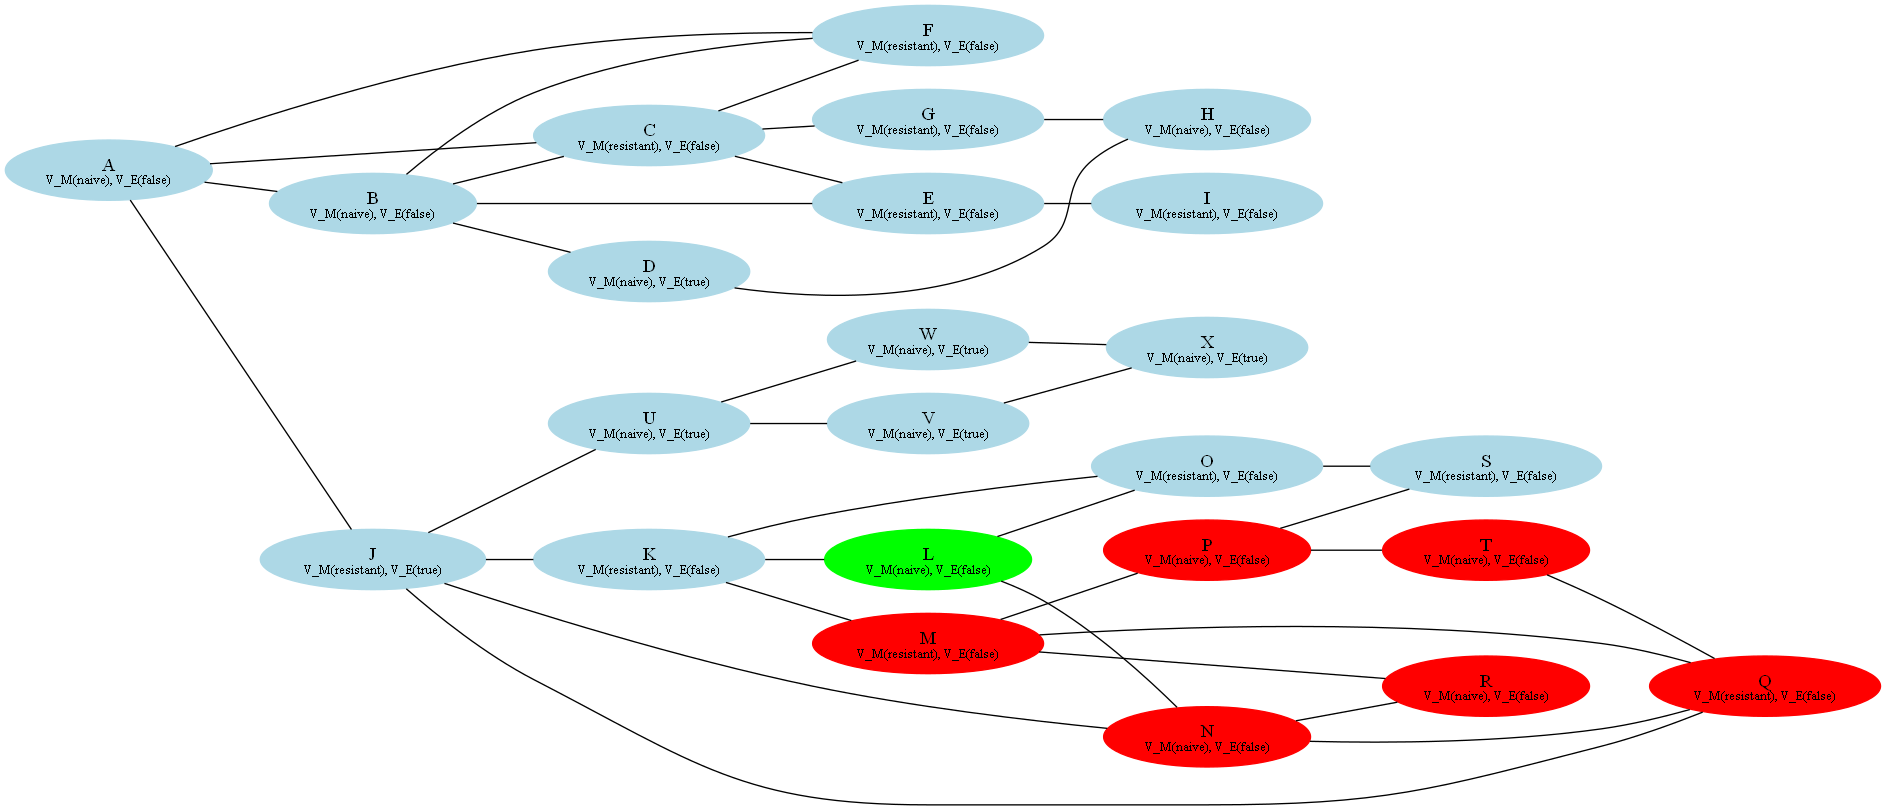 F
V_M(resistant), V_E(false)
G
V_M(resistant), V_E(false)
H
V_M(naive), V_E(false)
C
V_M(resistant), V_E(false)
A
V_M(naive), V_E(false)
B
V_M(naive), V_E(false)
E
V_M(resistant), V_E(false)
I
V_M(resistant), V_E(false)
D
V_M(naive), V_E(true)
W
V_M(naive), V_E(true)
X
V_M(naive), V_E(true)
U
V_M(naive), V_E(true)
V
V_M(naive), V_E(true)
O
V_M(resistant), V_E(false)
S
V_M(resistant), V_E(false)
J
V_M(resistant), V_E(true)
K
V_M(resistant), V_E(false)
L
V_M(naive), V_E(false)
P
V_M(naive), V_E(false)
T
V_M(naive), V_E(false)
M
V_M(resistant), V_E(false)
R
V_M(naive), V_E(false)
Q
V_M(resistant), V_E(false)
N
V_M(naive), V_E(false)